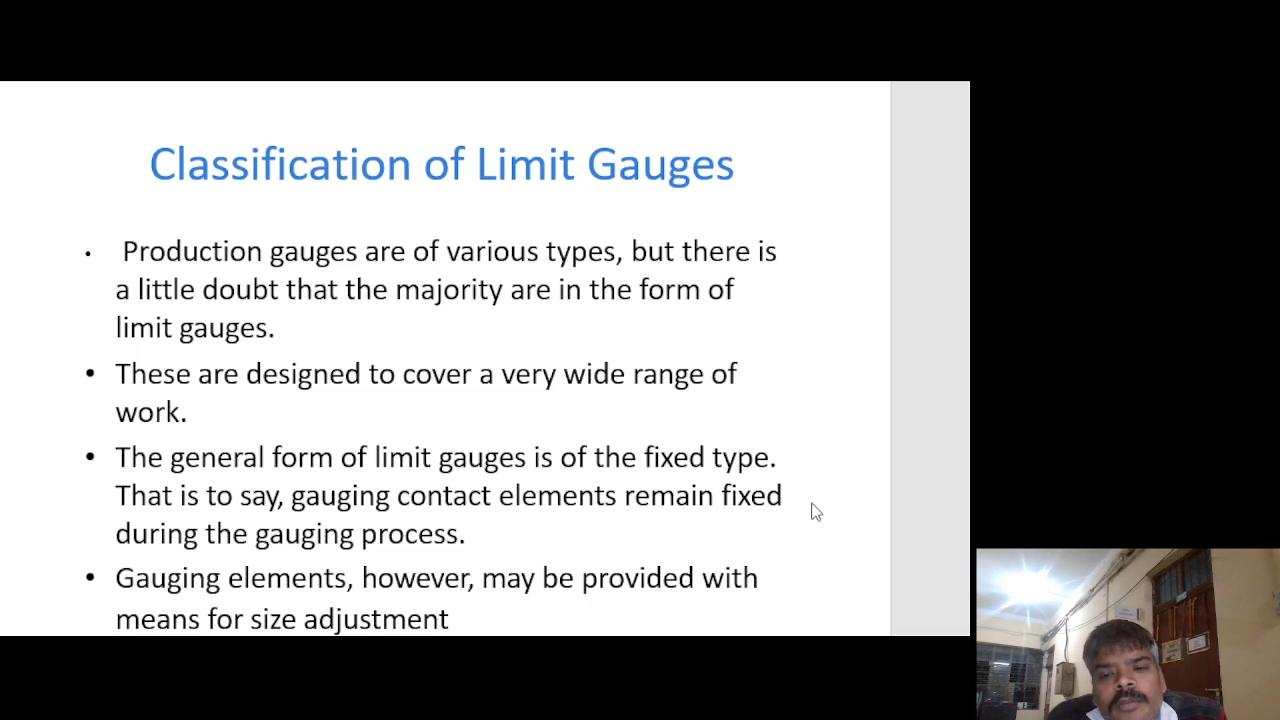 Classification of Limit Gauges
• Production gauges are of various types, but there is
a little doubt that the majority are in the form of
limit gauges.
• These are designed to cover a very wide range of
work.
• The general form of limit gauges is of the fixed type.
That is to say, gauging contact elements remain fixed
during the gauging process.
• Gauging elements, however, may be provided with
means for size adjustment